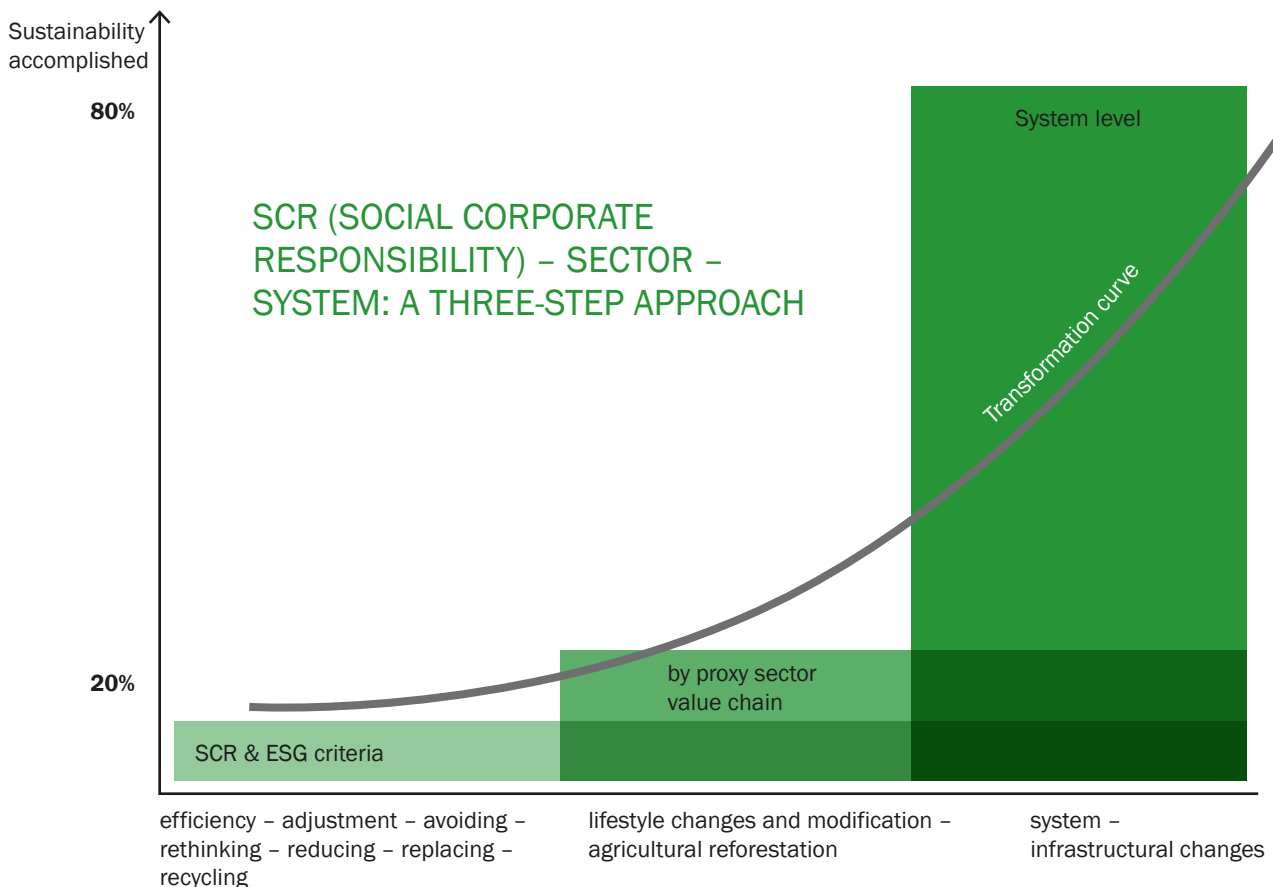 Sustainability
accomplished
80%
System level
SCR (SOCIAL CORPORATE
RESPONSIBILITY) – SECTOR –
SYSTEM: A THREE-STEP APPROACH
Transformation curve
20%
by proxy sector
value chain
SCR & ESG criteria
efficiency – adjustment – avoiding –
rethinking – reducing – replacing –
recycling
lifestyle changes and modification –
agricultural reforestation
system –
infrastructural changes